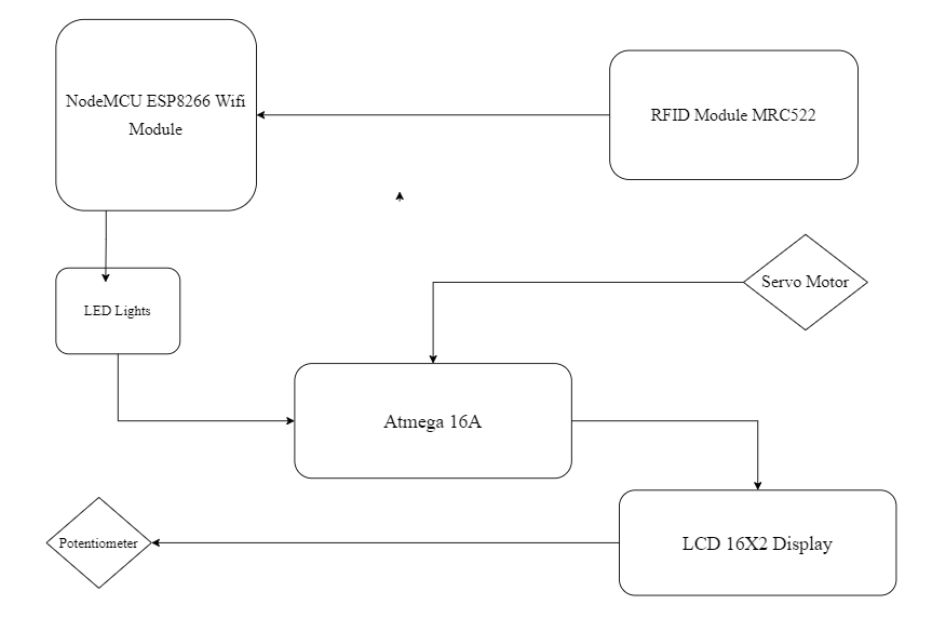 NodeMCU ESP8266 Wifi
Module
RFID Module MRC522
Servo Motor
LED Lights
Atmega 16A
Potentiometer
LCD 16X2 Display